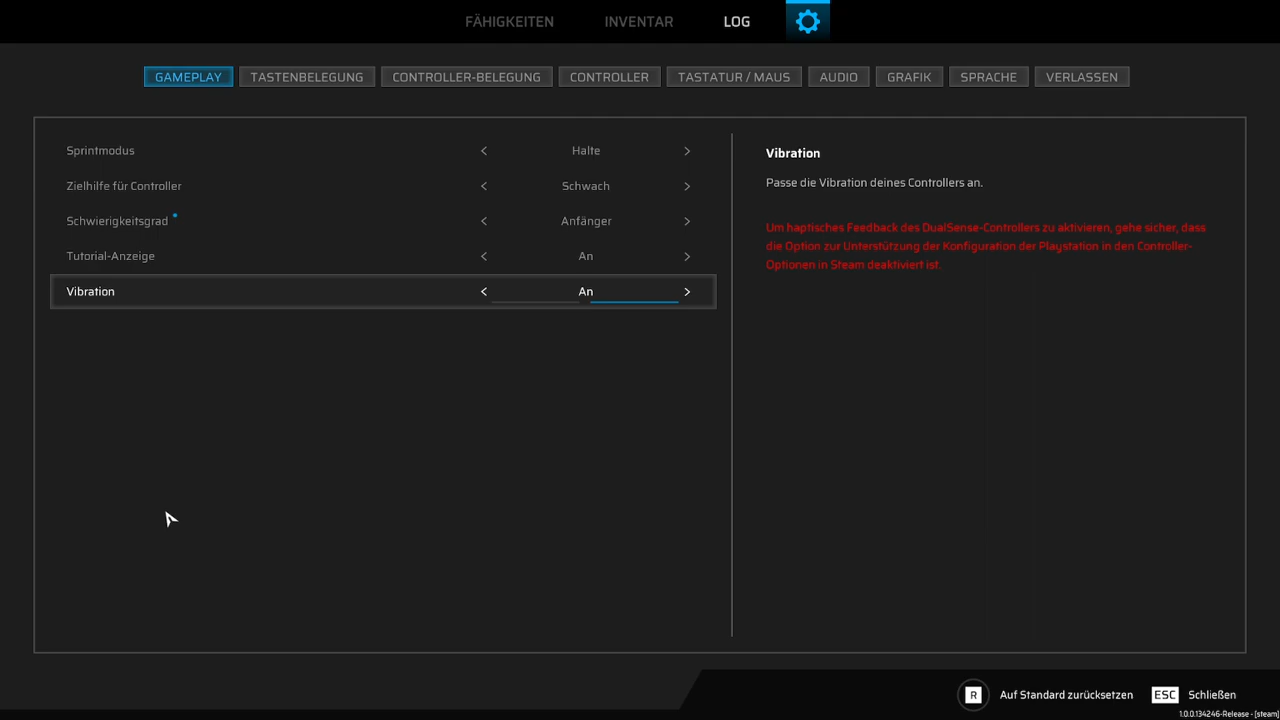 FÄHIGKEITEN INVENTAR LOG
GAMEPLAY TASTENBELEGUNG CONTROLLER-BELEGUNG CONTROLLER TASTATUR / MAUS AUDIO GRAFIK SPRACHE VERLASSEN
Sprintmodus < Halte >
Zielhilfe für Controller < Schwach >
Schwierigkeitsgrad < Anfänger >
Tutorial-Anzeige < An >
Vibration < An >
Vibration
Passe die Vibration deines Controllers an.
Um haptisches Feedback des DualSense-Controllers zu aktivieren, gehe sicher, dass
die Option zur Unterstützung der Konfiguration der Playstation in den Controller-
Optionen in Steam deaktiviert ist.
R Auf Standard zurücksetzen ESC Schließen
1.0.0.134246-Release - [steam]